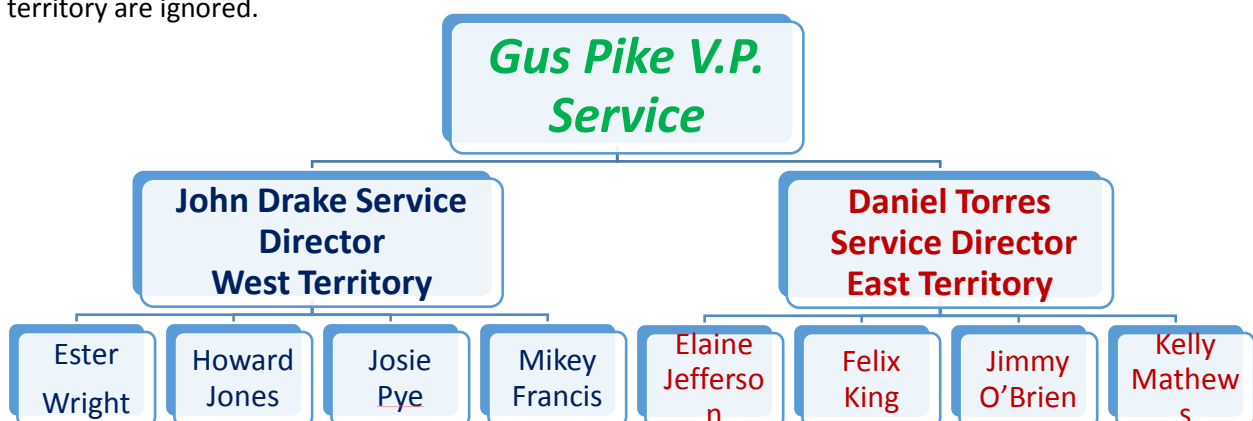 territory are ignored.
Gus Pike V.P.
Service
John Drake Service
Director
West Territory
Daniel Torres
Service Director
East Territory
Ester
Wright
Howard
Jones
Josie
Pye
Mikey
Francis
Elaine
Jefferso
n
Felix
King
Jimmy
O’Brien
Kelly
Mathew
s